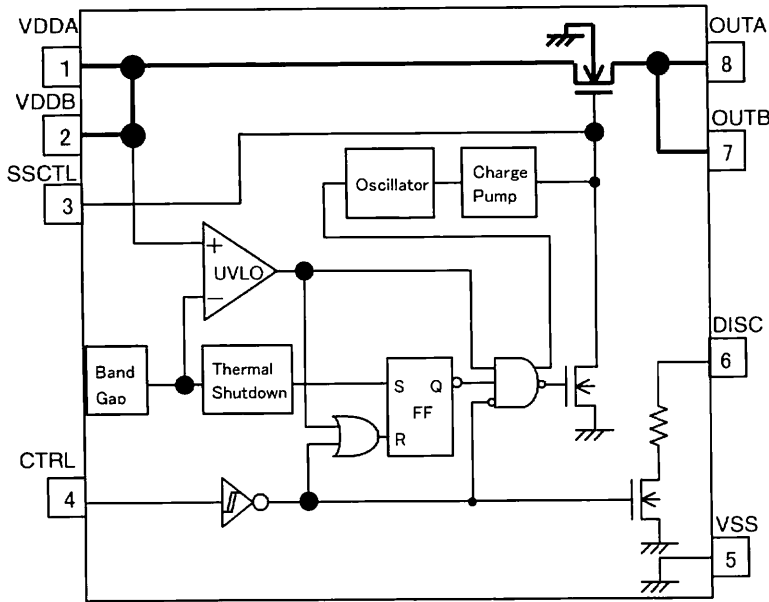 VDDA
1
VDDB
2
SSCTL
3
OUTA
8
OUTB
7
Oscillator
Charge
Pump
+
UVLO
−
DISC
6
Band
Gap
Thermal
Shutdown
S
Q
FF
R
CTRL
4
VSS
5